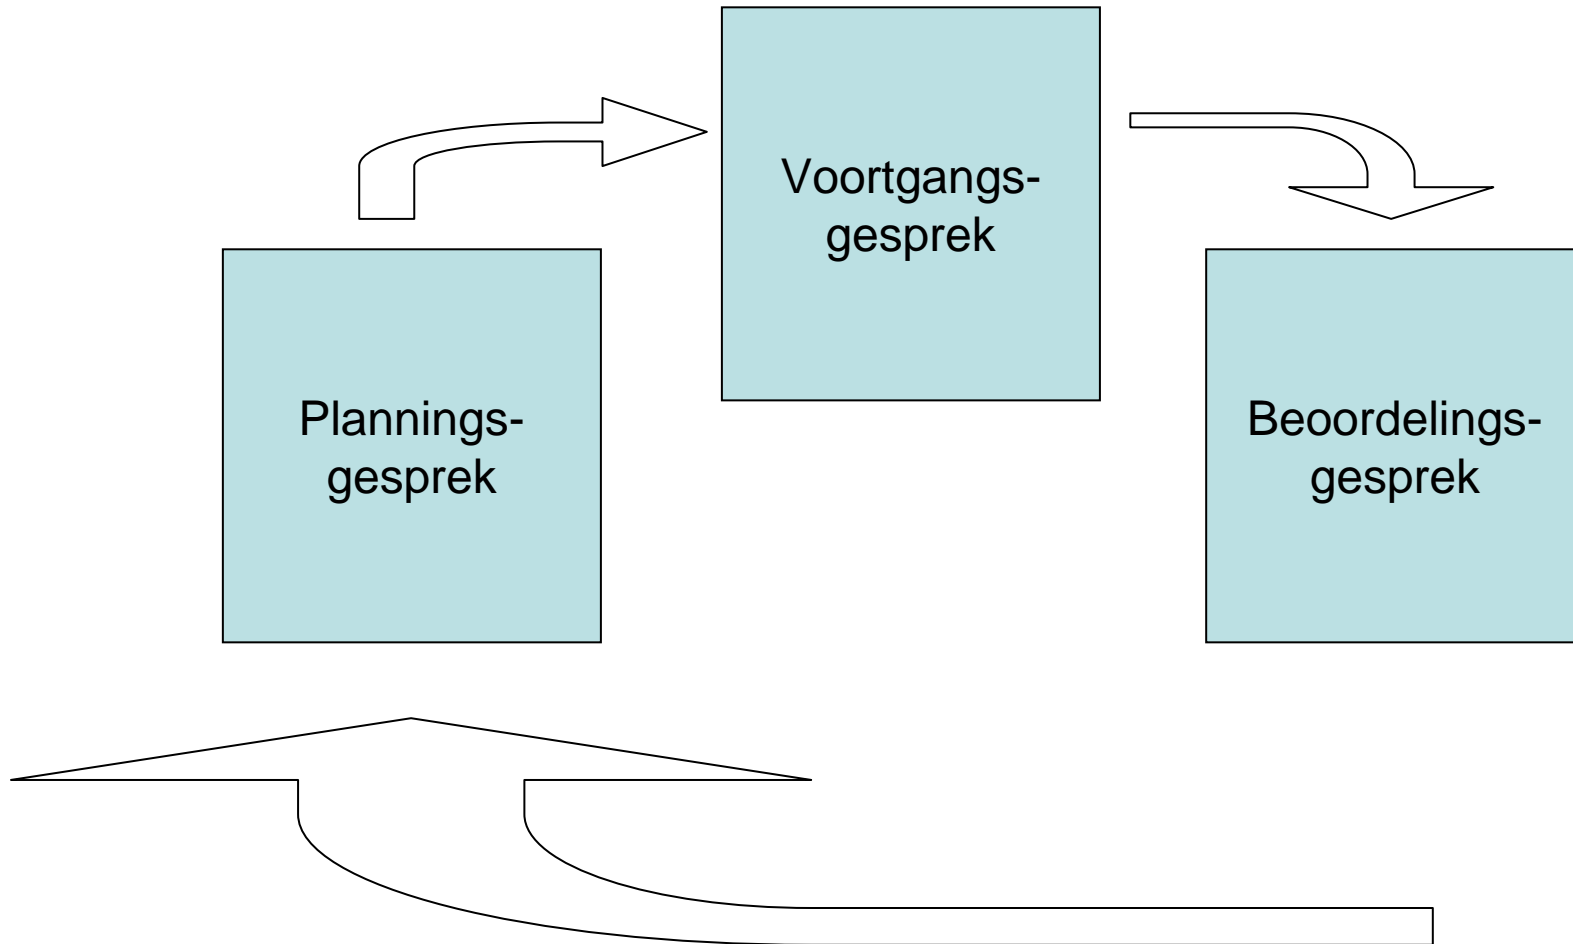 Voortgangs-
gesprek
Plannings-
gesprek
Beoordelings-
gesprek